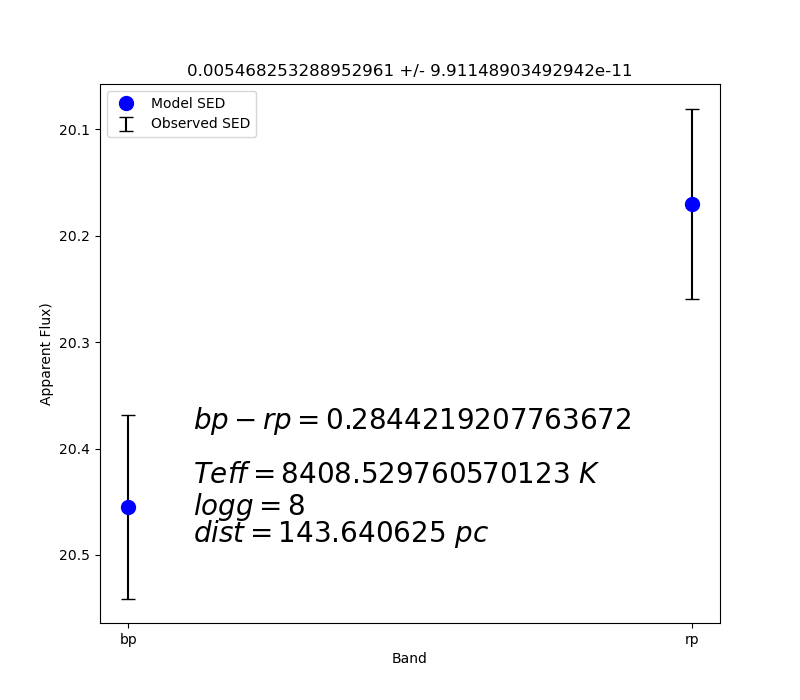 0.005468253288952961 +/- 9.91148903492942e-11
Model SED
Observed SED
20.1
20.2
20.3
20.4
20.5
Apparent Flux)
bp − rp = 0.2844219207763672
Teff = 8408.529760570123 K
logg = 8
dist = 143.640625 pc
bp
rp
Band